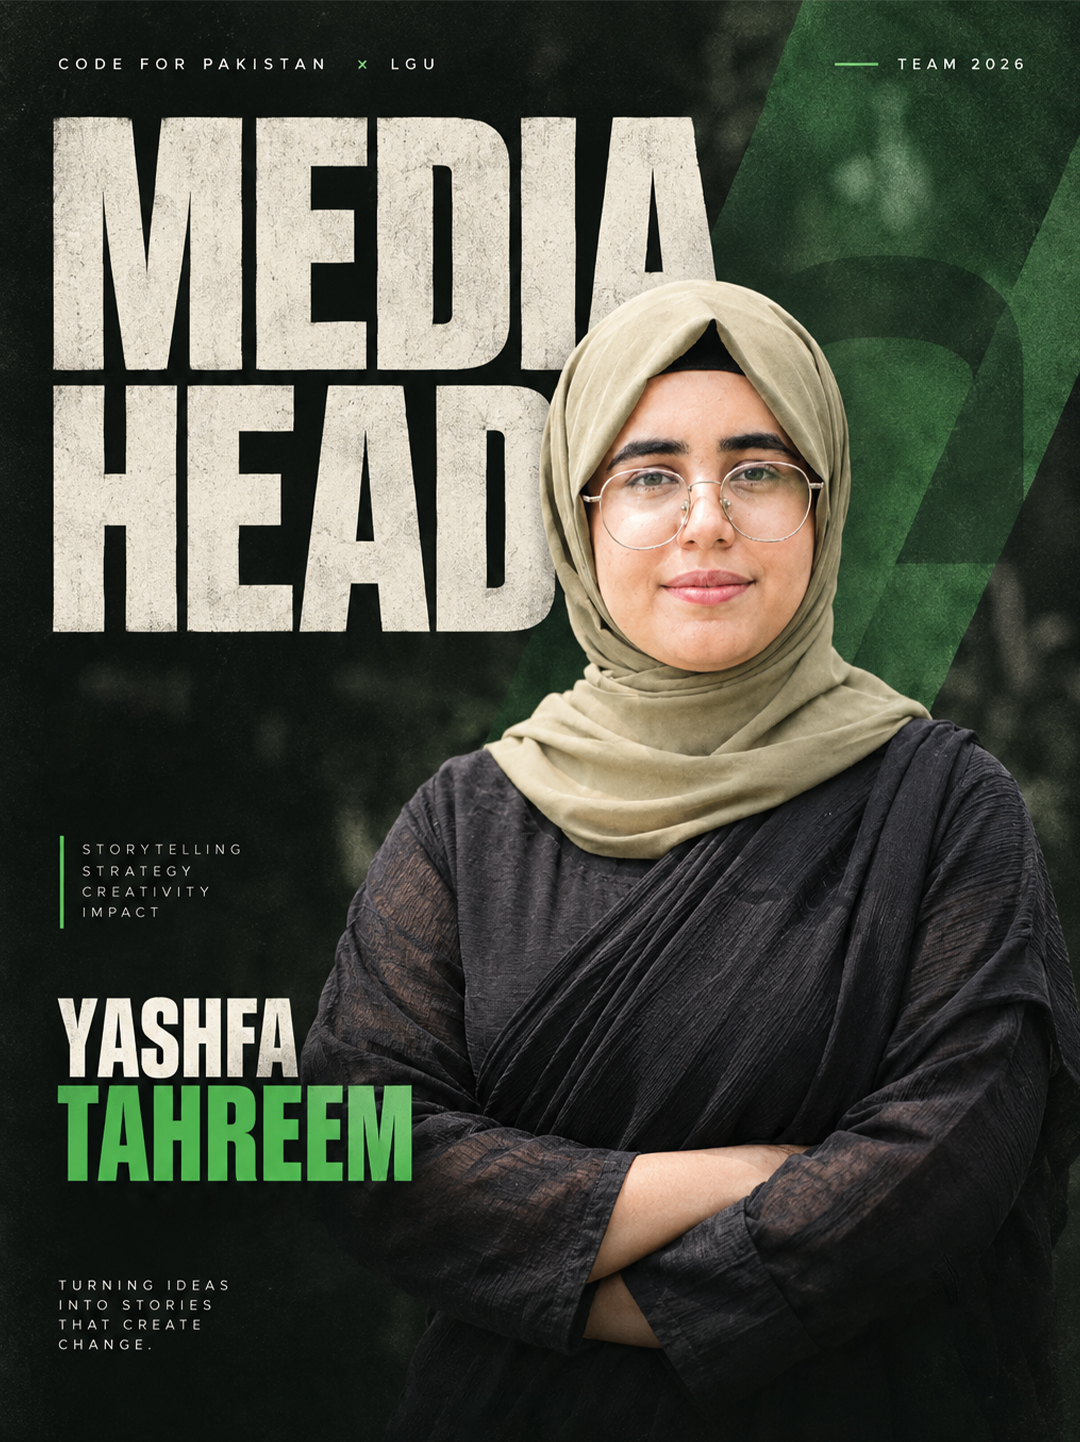 CODE FOR PAKISTAN × LGU
TEAM 2026
MEDIA
HEAD
STORYTELLING
STRATEGY
CREATIVITY
IMPACT
YASHFA
TAHREEM
TURNING IDEAS
INTO STORIES
THAT CREATE
CHANGE.